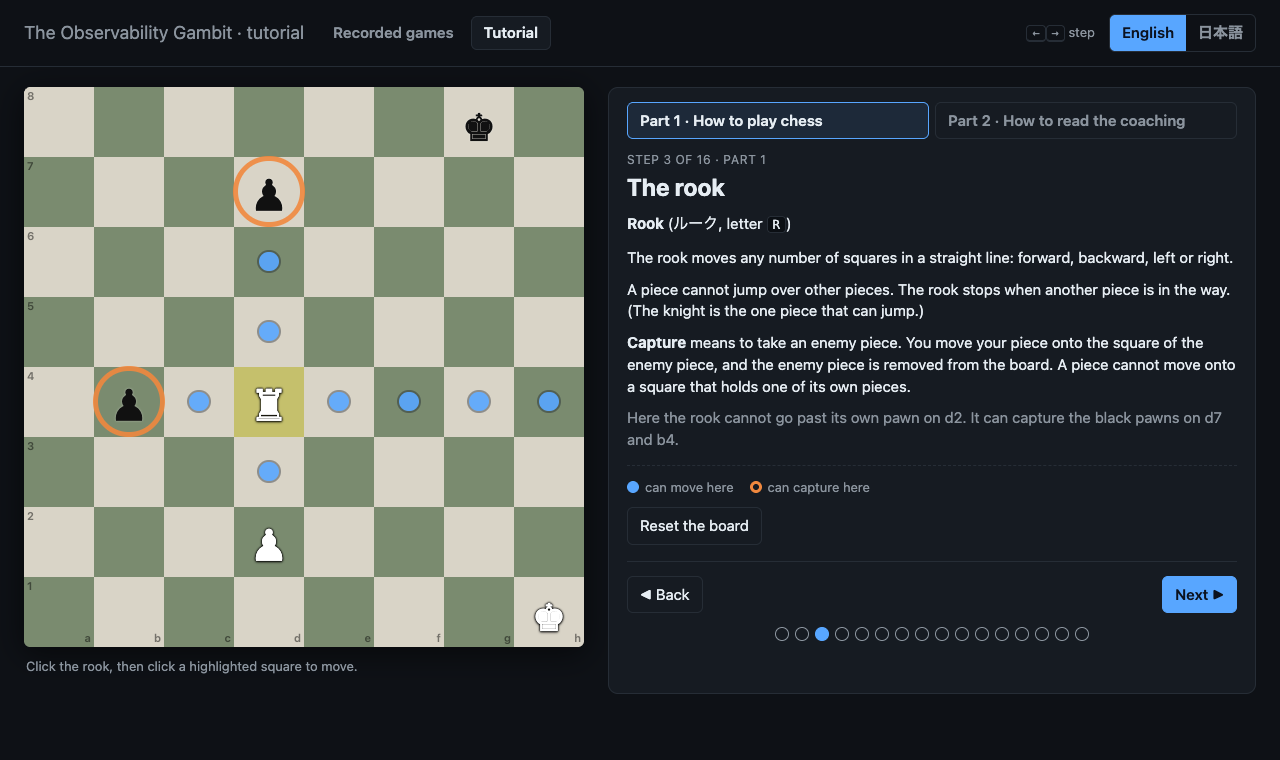 The Observability Gambit · tutorial
Recorded games
Tutorial
← → step
English
日本語
8
7
6
5
4
3
2
1
a b c d e f g h
Click the rook, then click a highlighted square to move.
Part 1 · How to play chess
Part 2 · How to read the coaching
STEP 3 OF 16 · PART 1
The rook
Rook (ルーク, letter R)
The rook moves any number of squares in a straight line: forward, backward, left or right.
A piece cannot jump over other pieces. The rook stops when another piece is in the way.
(The knight is the one piece that can jump.)
Capture means to take an enemy piece. You move your piece onto the square of the
enemy piece, and the enemy piece is removed from the board. A piece cannot move onto
a square that holds one of its own pieces.
Here the rook cannot go past its own pawn on d2. It can capture the black pawns on d7
and b4.
can move here
can capture here
Reset the board
◀ Back
Next ▶